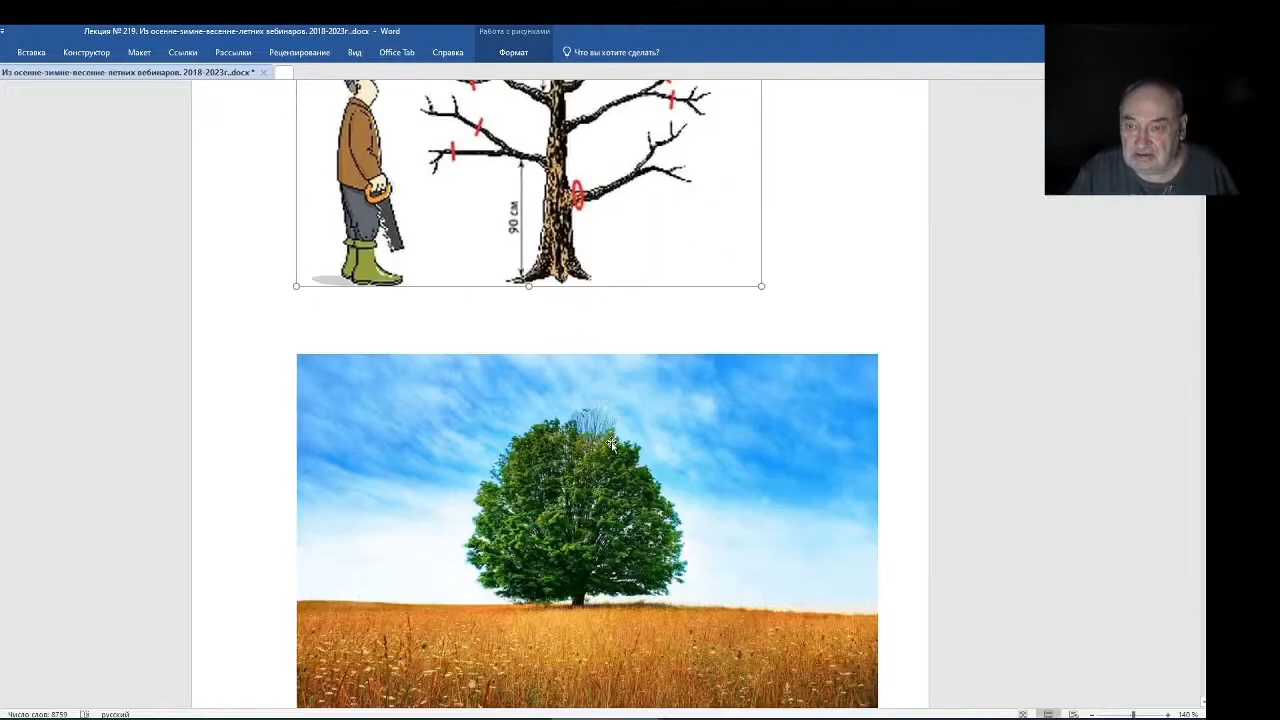 Лекция № 219. Из осенне-зимне-весенне-летних вебинаров. 2018-2023г..docx - Word
Работа с рисунками
Вставка Конструктор Макет Ссылки Рассылки Рецензирование Вид Office Tab Справка Формат Что вы хотите сделать?
Из осенне-зимне-весенне-летних вебинаров. 2018-2023г..docx *
90 см
Число слов: 8759 русский 140 %